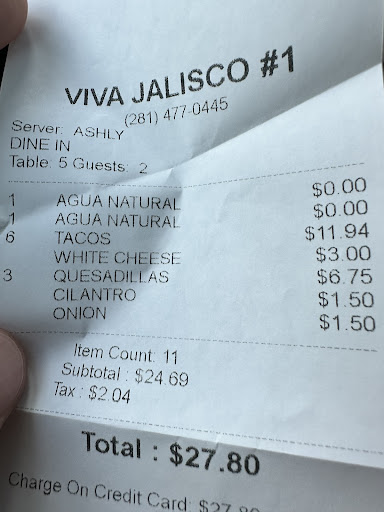 VIVA JALISCO #1
(281) 477-0445
Server: ASHLY
DINE IN
Table: 5 Guests: 2
1 AGUA NATURAL $0.00
1 AGUA NATURAL $0.00
6 TACOS $11.94
WHITE CHEESE $3.00
3 QUESADILLAS $6.75
CILANTRO $1.50
ONION $1.50
Item Count: 11
Subtotal : $24.69
Tax : $2.04
Total : $27.80
Charge On Credit Card: